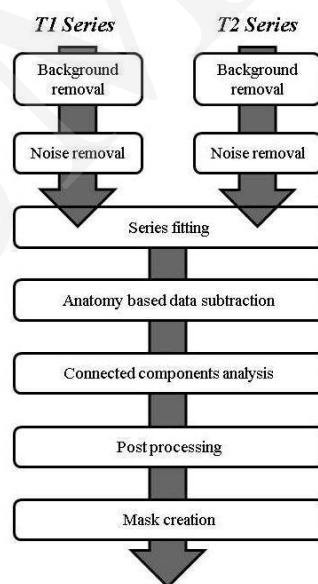 T1 Series T2 Series
Background removal Background removal
Noise removal Noise removal
Series fitting
Anatomy based data subtraction
Connected components analysis
Post processing
Mask creation